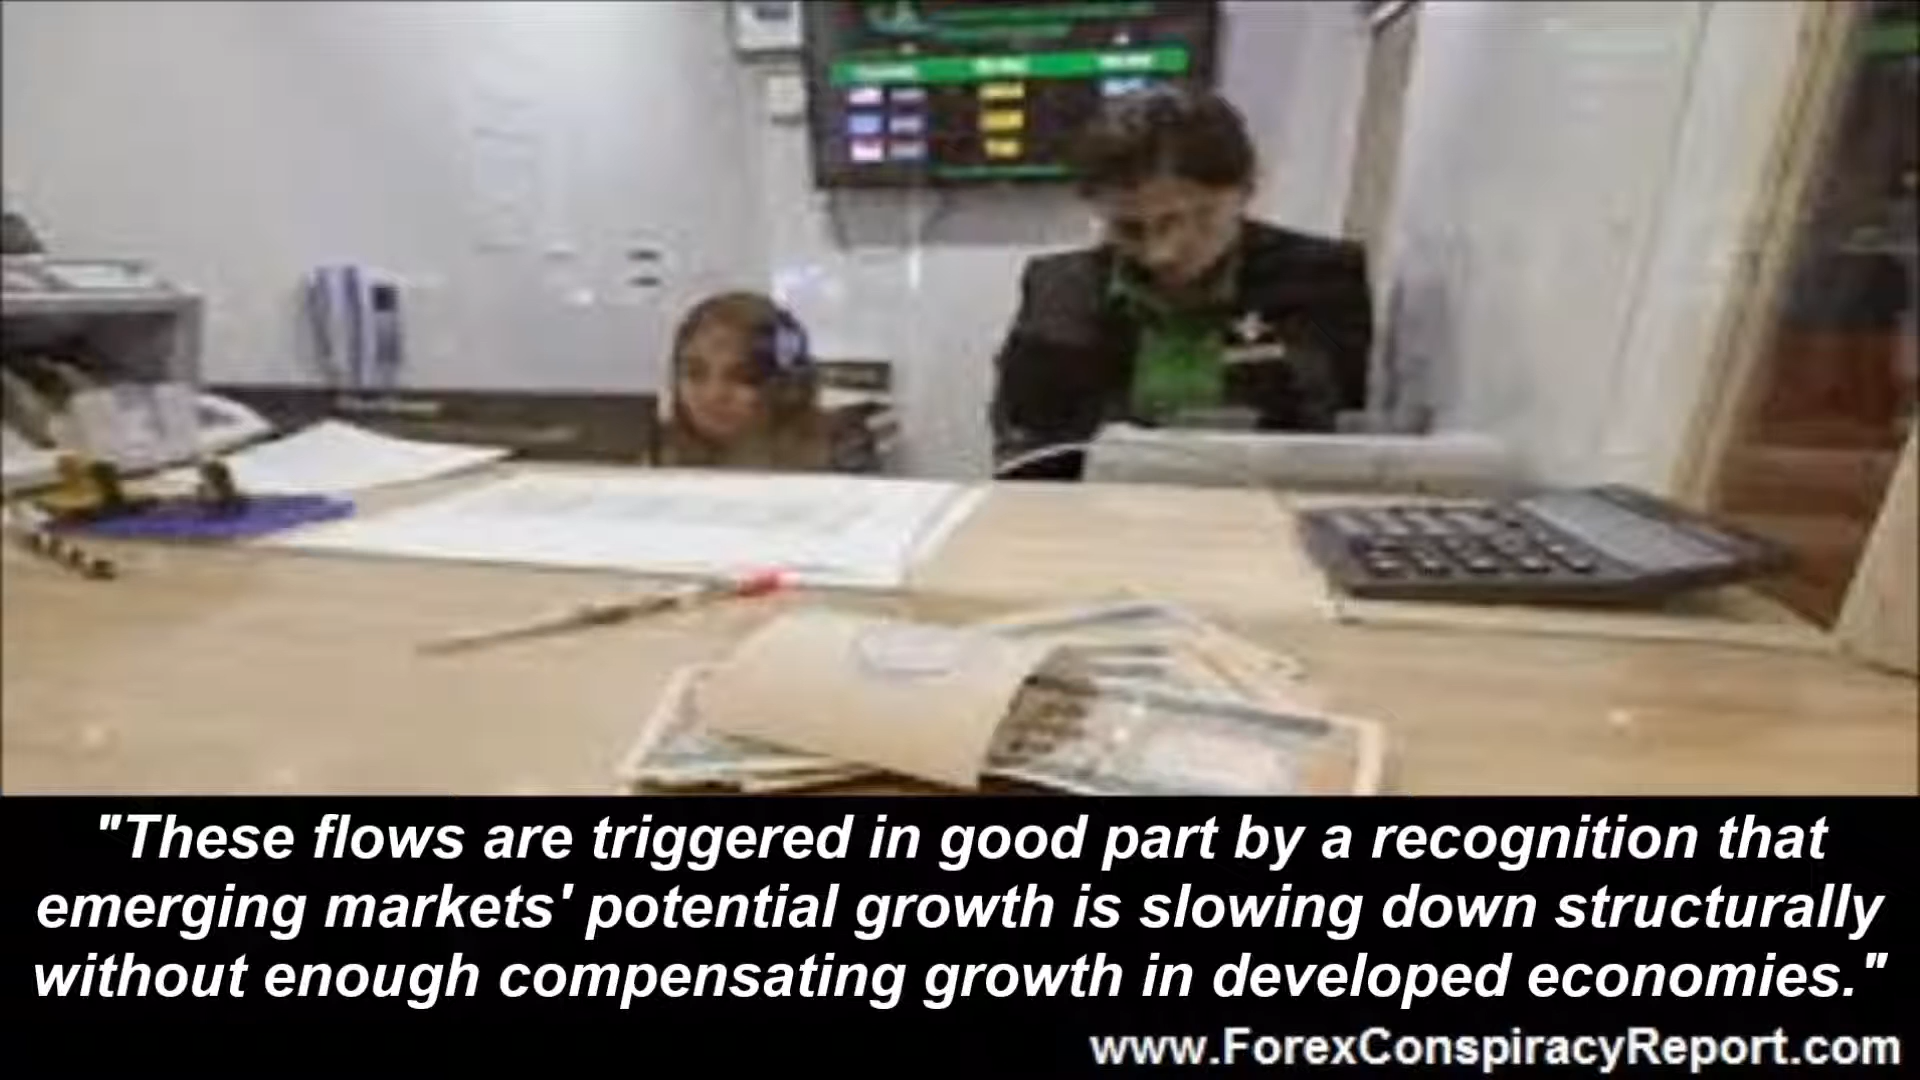 "These flows are triggered in good part by a recognition that
emerging markets' potential growth is slowing down structurally
without enough compensating growth in developed economies."
www.ForexConspiracyReport.com